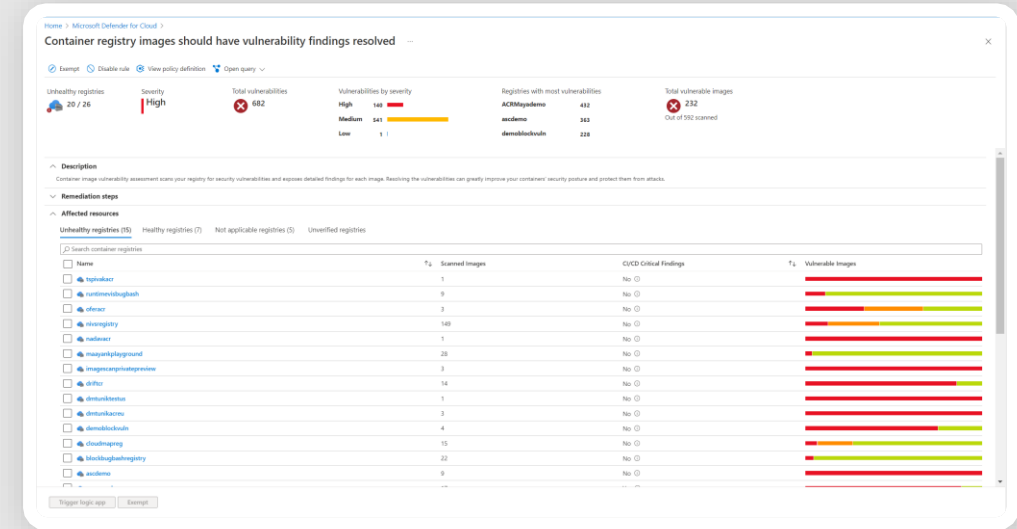 Home > Microsoft Defender for Cloud >
Container registry images should have vulnerability findings resolved ...
Exempt Disable rule View policy definition Open query
Unhealthy registries Severity Total vulnerabilities Vulnerabilities by severity Registries with most vulnerabilities Total vulnerable images
20 / 26 High 682 High 140 ACRMayademo 432 232
Medium 541 ascdemo 363 Out of 592 scanned
Low 1 demoblockvuln 228
Description
Container image vulnerability assessment scans your registry for security vulnerabilities and exposes detailed findings for each image. Resolving the vulnerabilities can greatly improve your containers' security posture and protect them from attacks.
Remediation steps
Affected resources
Unhealthy registries (15) Healthy registries (7) Not applicable registries (5) Unverified registries
Search container registries
Name Scanned Images CI/CD Critical Findings Vulnerable Images
tspivakacr 1 No
runtimevisbugbash 9 No
oferacr 3 No
nivsregistry 149 No
nadavacr 1 No
maayankplayground 28 No
imagescanprivatepreview 3 No
driftcr 14 No
dmtuniktestus 1 No
dmtunikacreu 3 No
demoblockvuln 4 No
cloudmapreg 15 No
blockbugbashregistry 22 No
ascdemo 9 No
Trigger logic app Exempt